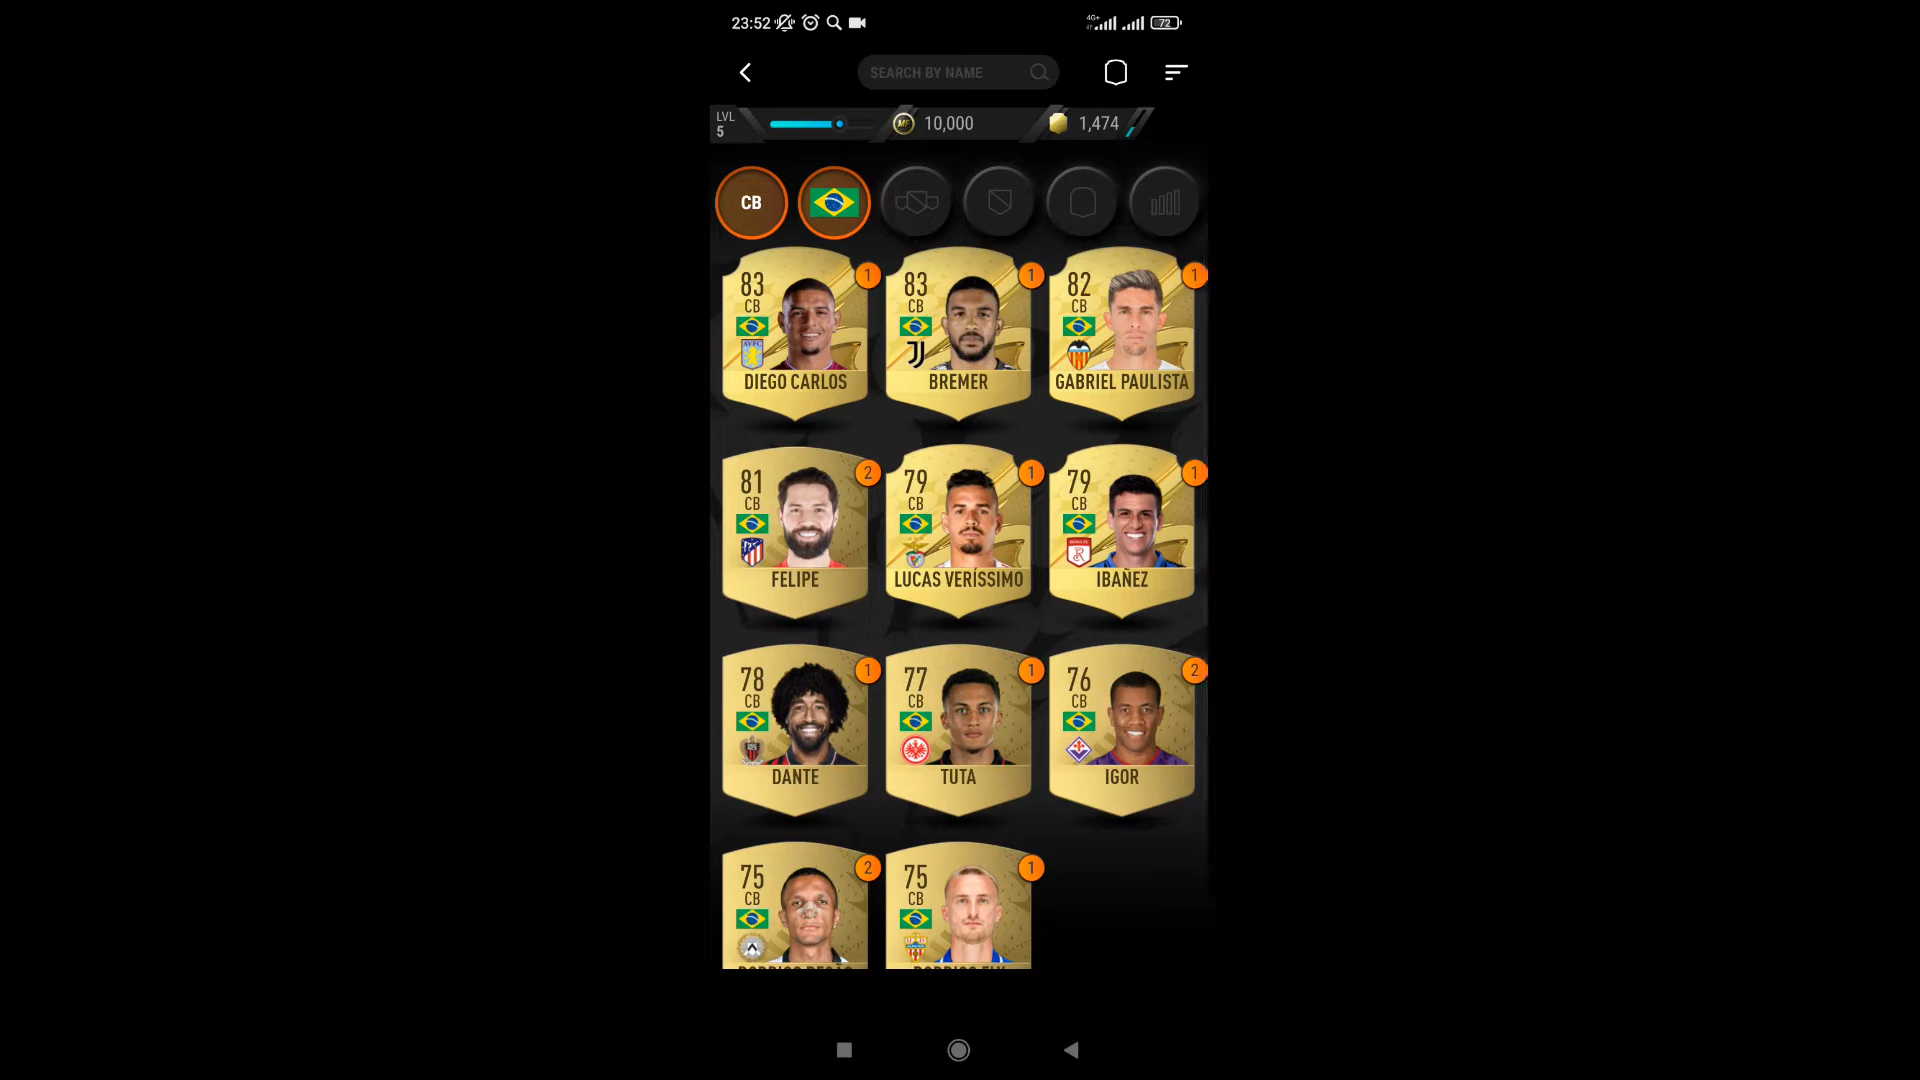 23:52 4G+ 72
SEARCH BY NAME
LVL
5 10,000 1,474
CB
83 1 83 1 82 1
CB CB CB
AVFC
DIEGO CARLOS BREMER GABRIEL PAULISTA
81 2 79 1 79 1
CB CB CB
FELIPE LUCAS VERÍSSIMO IBAÑEZ
78 1 77 1 76 2
CB CB CB
DANTE TUTA IGOR
75 2 75 1
CB CB